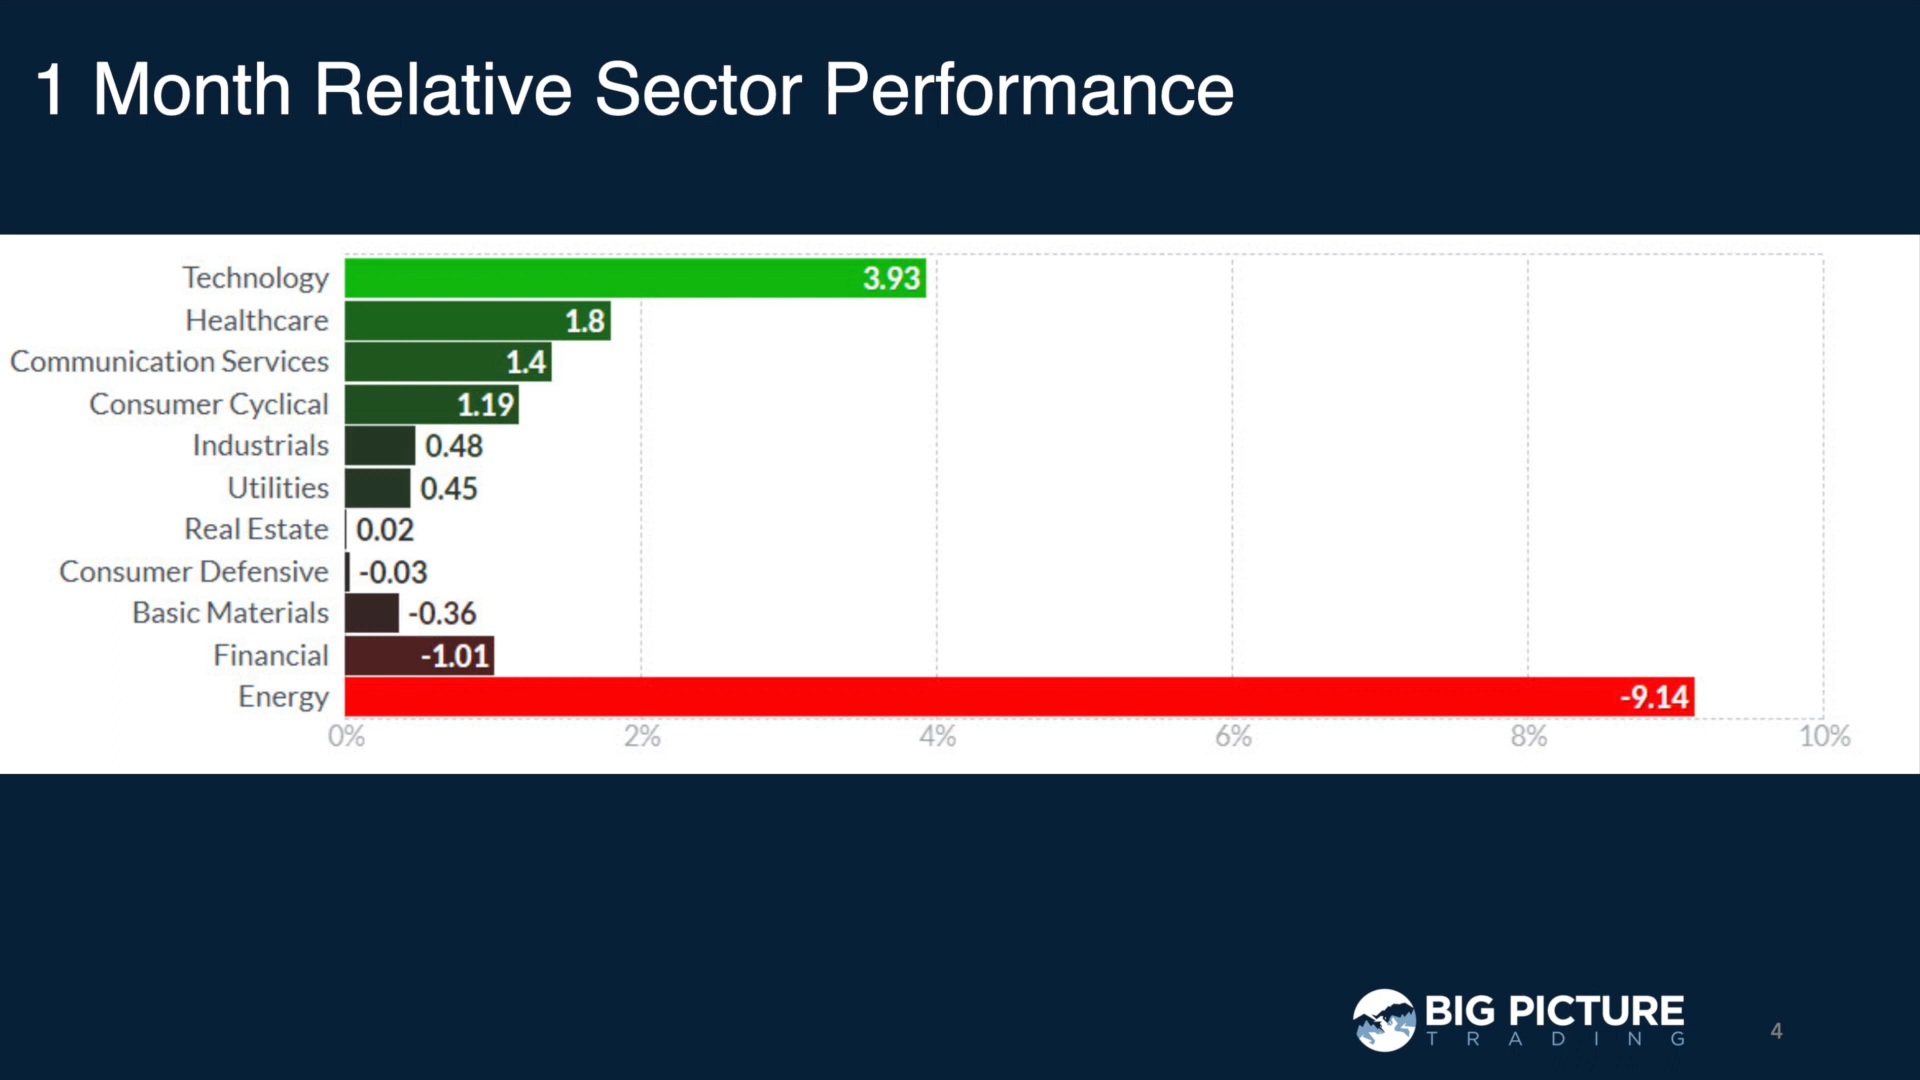 1 Month Relative Sector Performance
Technology 3.93
Healthcare 1.8
Communication Services 1.4
Consumer Cyclical 1.19
Industrials 0.48
Utilities 0.45
Real Estate 0.02
Consumer Defensive -0.03
Basic Materials -0.36
Financial -1.01
Energy -9.14
0% 2% 4% 6% 8% 10%
BIG PICTURE
TRADING
4